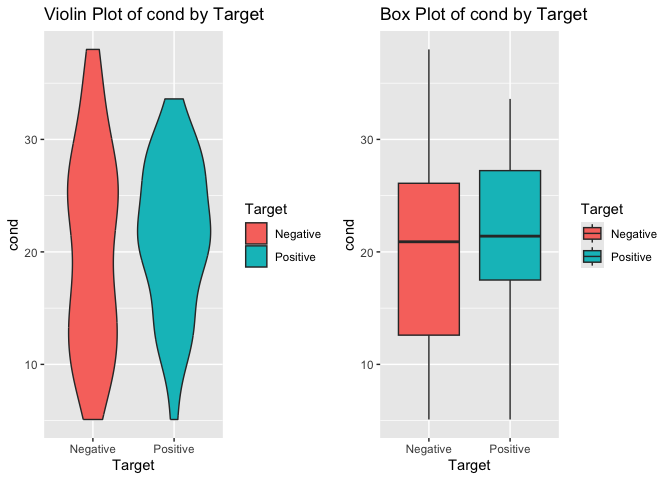 Violin Plot of cond by Target
cond
30
20
10
Negative
Positive
Target
Target
Negative
Positive
Box Plot of cond by Target
cond
30
20
10
Negative
Positive
Target
Target
Negative
Positive